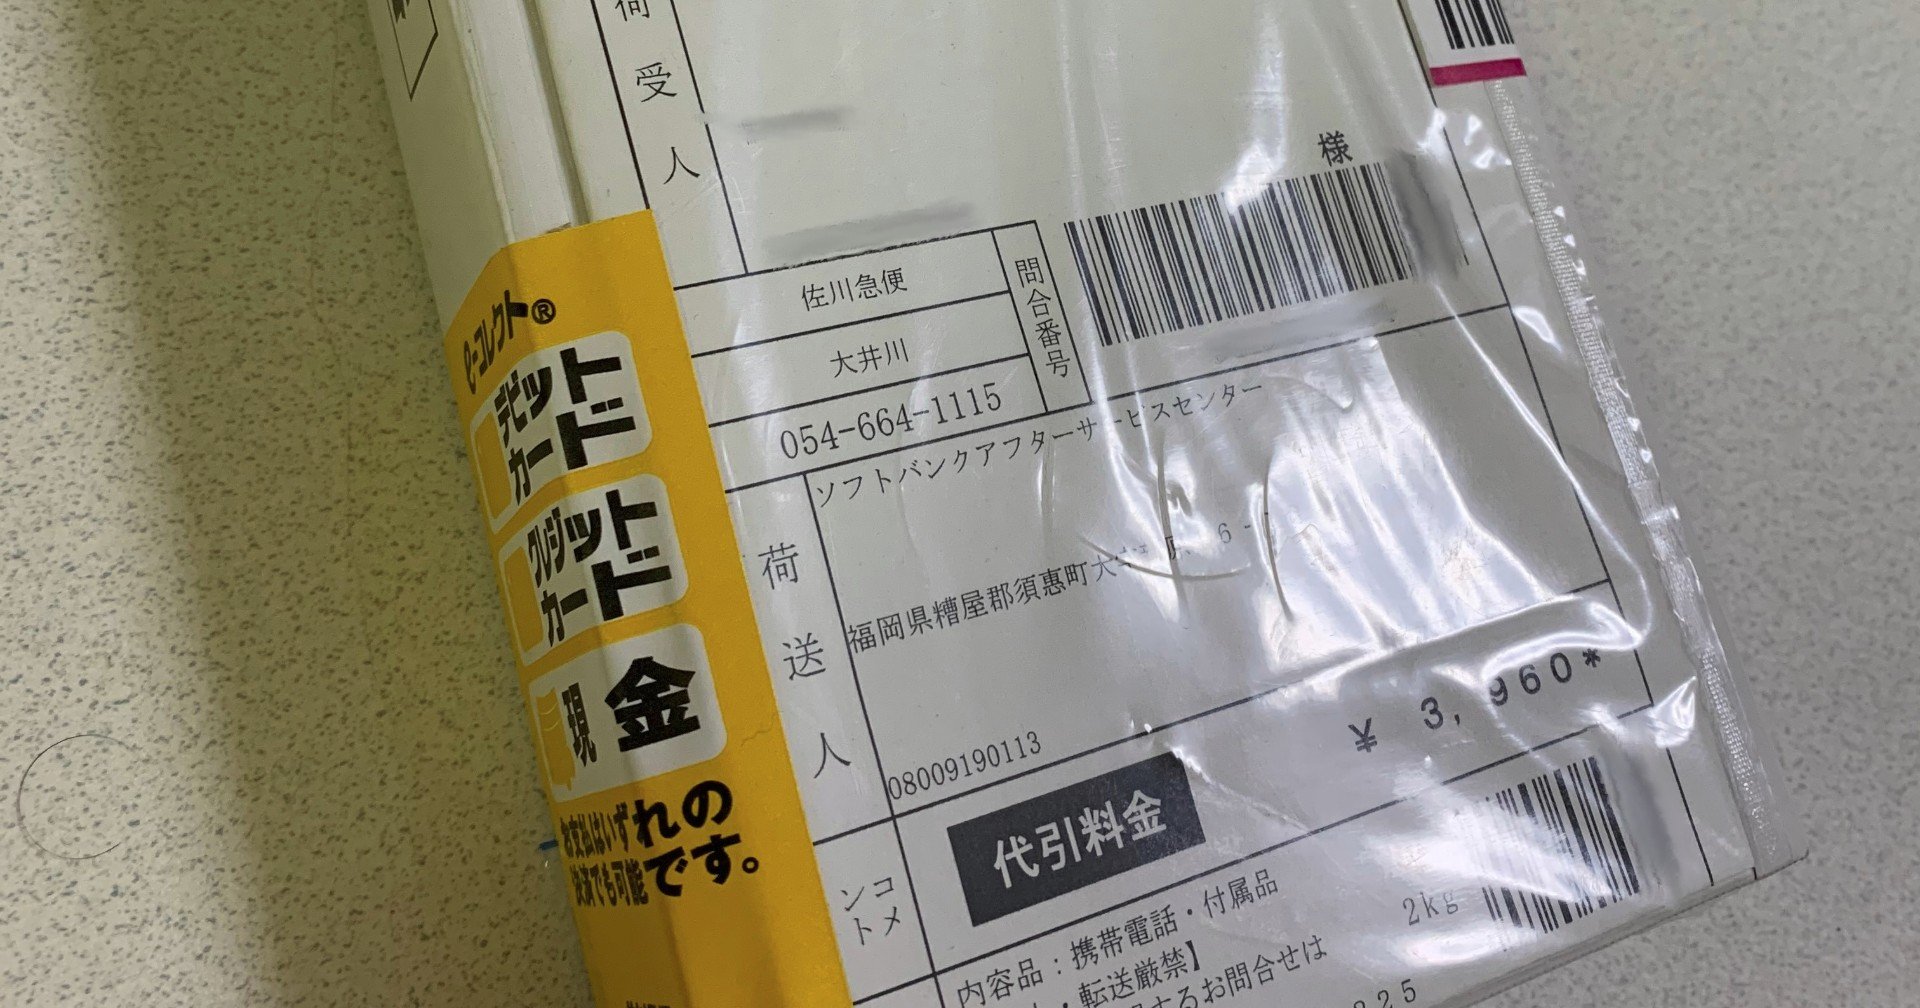 荷受人
様
佐川急便
大井川
054-664-1115
問合番号
荷送人
ソフトバンクアフターサービスセンター
福岡県糟屋郡須惠町大
6-
08009190113
¥ 3,960*
代引料金
コメント
2kg
内容品:携帯電話・付属品
・転送厳禁】
するお問合せは
225
e-コレクト®
デビットカード
クレジットカード
現金
お支払はいずれの
決済でも可能です。